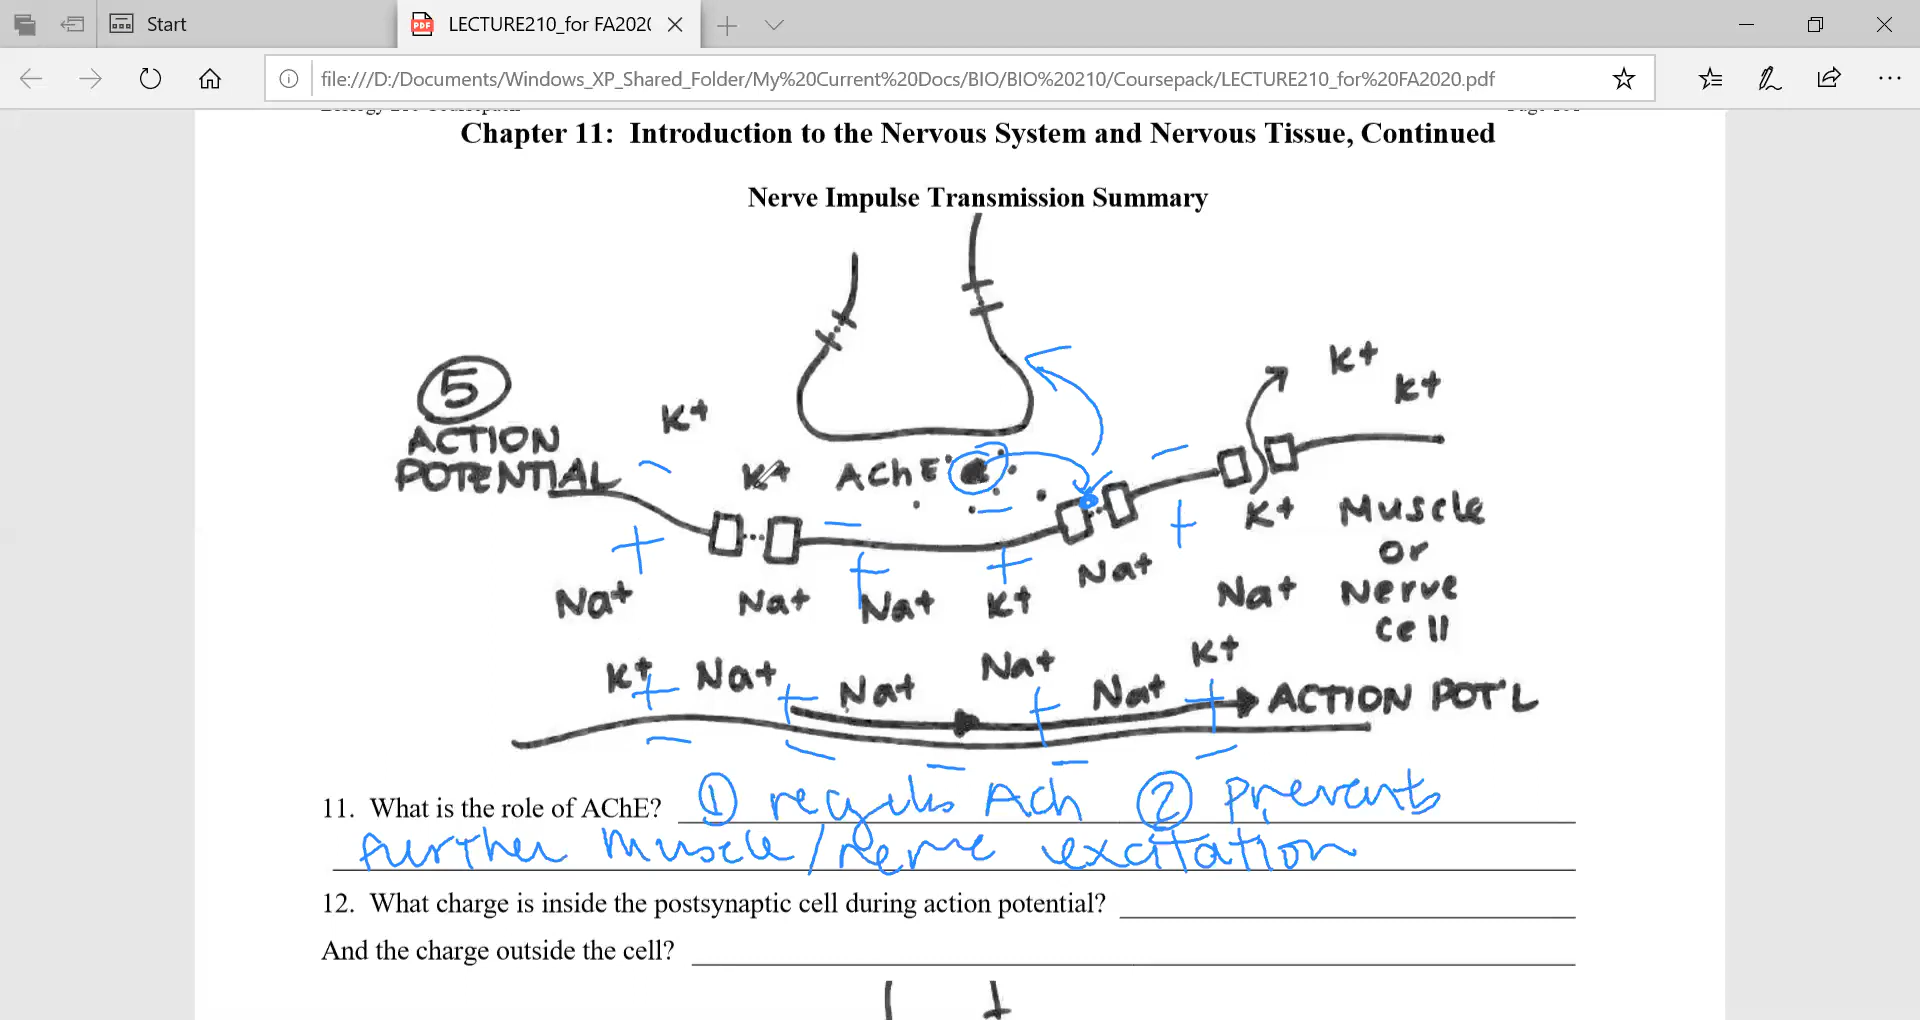 Start
LECTURE210_for FA2020
file:///D:/Documents/Windows_XP_Shared_Folder/My%20Current%20Docs/BIO/BIO%20210/Coursepack/LECTURE210_for%20FA2020.pdf
Chapter 11: Introduction to the Nervous System and Nervous Tissue, Continued
Nerve Impulse Transmission Summary
5
ACTION
POTENTIAL
K+
K+
AChE
K+
K+
K+
Muscle
or
Nerve
cell
Na+
Na+
Na+
K+
Na+
Na+
K+
Na+
Na+
Na+
Na+
K+
ACTION POT'L
11. What is the role of AChE? ① recycles Ach ② prevents
further muscle/nerve excitation
12. What charge is inside the postsynaptic cell during action potential?
And the charge outside the cell?